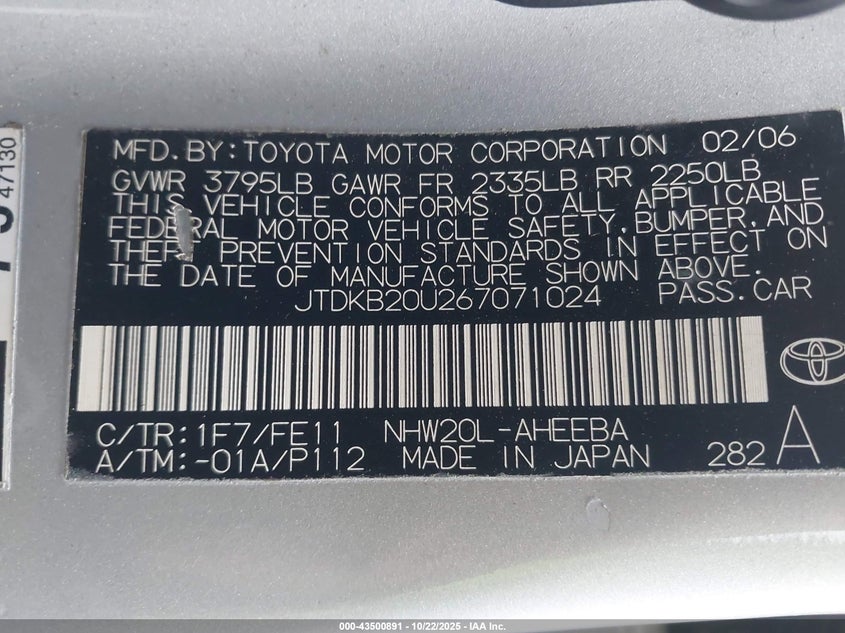 47130
MFD.BY:TOYOTA MOTOR CORPORATION 02/06
GVWR 3795LB GAWR FR 2335LB RR 2250LB
THIS VEHICLE CONFORMS TO ALL APPLICABLE
FEDERAL MOTOR VEHICLE SAFETY,BUMPER,AND
THEFT PREVENTION STANDARDS IN EFFECT ON
THE DATE OF MANUFACTURE SHOWN ABOVE.
JTDKB20U267071024 PASS.CAR
C/TR:1F7/FE11 NHW20L-AHEEBA
A/TM:-01A/P112 MADE IN JAPAN 282 A
000-43500891 - 10/22/2025 - IAA Inc.